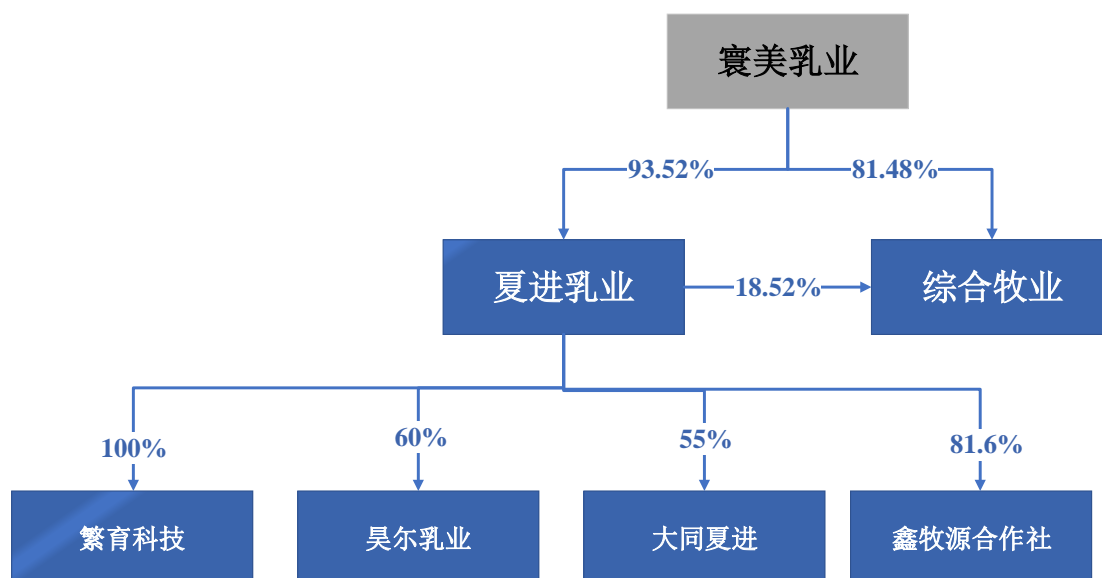 寰美乳业
93.52%
81.48%
夏进乳业
18.52%
综合牧业
100%
60%
55%
81.6%
繁育科技
昊尔乳业
大同夏进
鑫牧源合作社